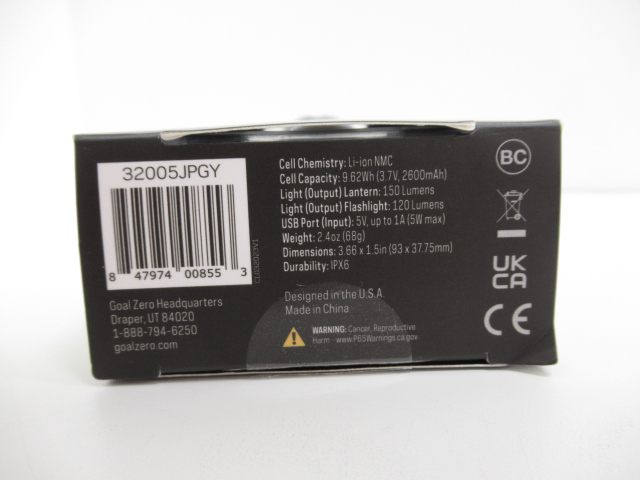 32005JPGY
8 47974 00855 3
CL032023V1
Goal Zero Headquarters
Draper, UT 84020
1-888-794-6250
goalzero.com
Cell Chemistry: Li-ion NMC
Cell Capacity: 9.62Wh (3.7V, 2600mAh)
Light (Output) Lantern: 150 Lumens
Light (Output) Flashlight: 120 Lumens
USB Port (Input): 5V, up to 1A (5W max)
Weight: 2.4oz (68g)
Dimensions: 3.66 x 1.5in (93 x 37.75mm)
Durability: IPX6
Designed in the U.S.A.
Made in China
WARNING: Cancer, Reproductive
Harm - www.P65Warnings.ca.gov
BC
UK
CA
CE